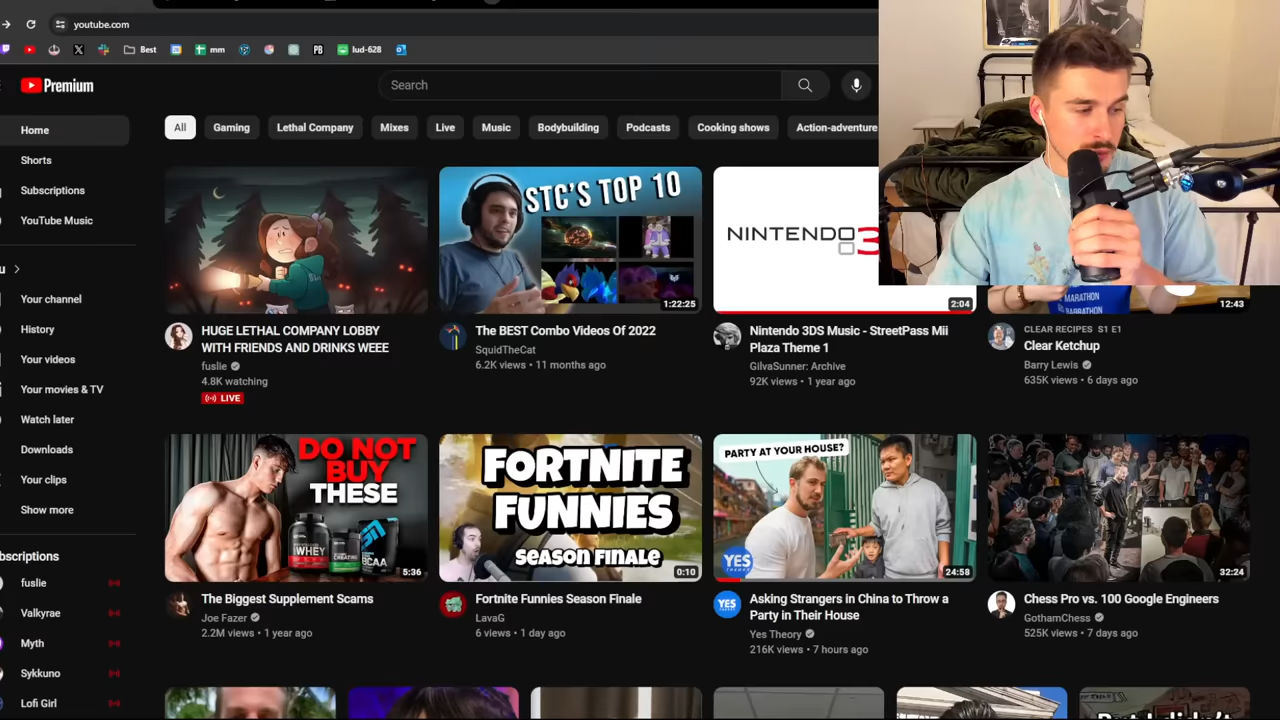 youtube.com
Best
mm
PB
lud-628
Premium
Search
Home
Shorts
Subscriptions
YouTube Music
Your channel
History
Your videos
Your movies & TV
Watch later
Downloads
Your clips
Show more
fuslie
Valkyrae
Myth
Sykkuno
Lofi Girl
All
Gaming
Lethal Company
Mixes
Live
Music
Bodybuilding
Podcasts
Cooking shows
Action-adventure
HUGE LETHAL COMPANY LOBBY
WITH FRIENDS AND DRINKS WEEE
fuslie
4.8K watching
LIVE
STC'S TOP 10
1:22:25
The BEST Combo Videos Of 2022
SquidTheCat
6.2K views • 11 months ago
NINTENDO 3
2:04
Nintendo 3DS Music - StreetPass Mii
Plaza Theme 1
GilvaSunner: Archive
92K views • 1 year ago
MARATHON
12:43
CLEAR RECIPES S1 E1
Clear Ketchup
Barry Lewis
635K views • 6 days ago
DO NOT
BUY
THESE
WHEY
CREATINE
BCAA
5:36
The Biggest Supplement Scams
Joe Fazer
2.2M views • 1 year ago
FORTNITE
FUNNIES
SEASON FINALE
0:10
Fortnite Funnies Season Finale
LavaG
6 views • 1 day ago
PARTY AT YOUR HOUSE?
YES
THEORY
24:58
YES
Asking Strangers in China to Throw a
Party in Their House
Yes Theory
216K views • 7 hours ago
32:24
Chess Pro vs. 100 Google Engineers
GothamChess
525K views • 7 days ago